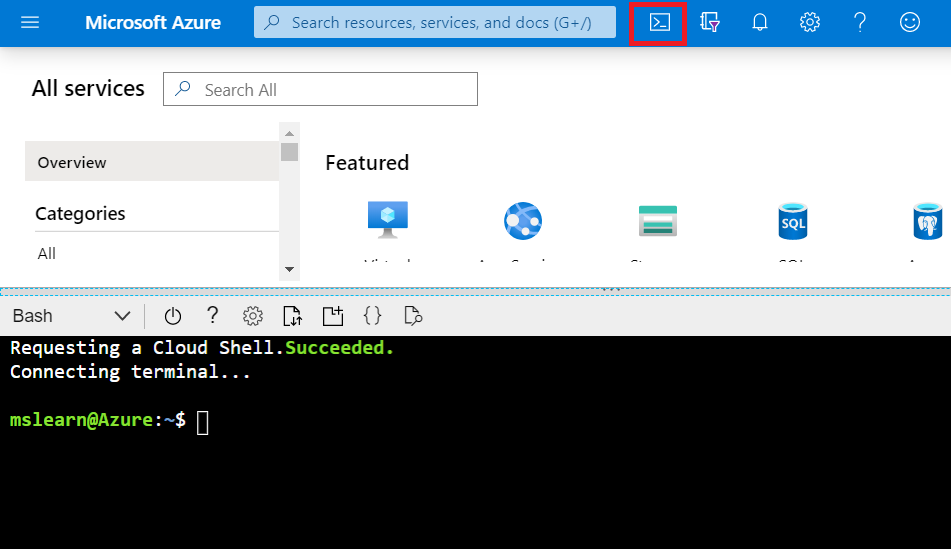 Microsoft Azure
Search resources, services, and docs (G+/)
All services
Search All
Overview
Featured
Categories
All
SQL
Bash
Requesting a Cloud Shell.Succeeded.
Connecting terminal...
mslearn@Azure:~$